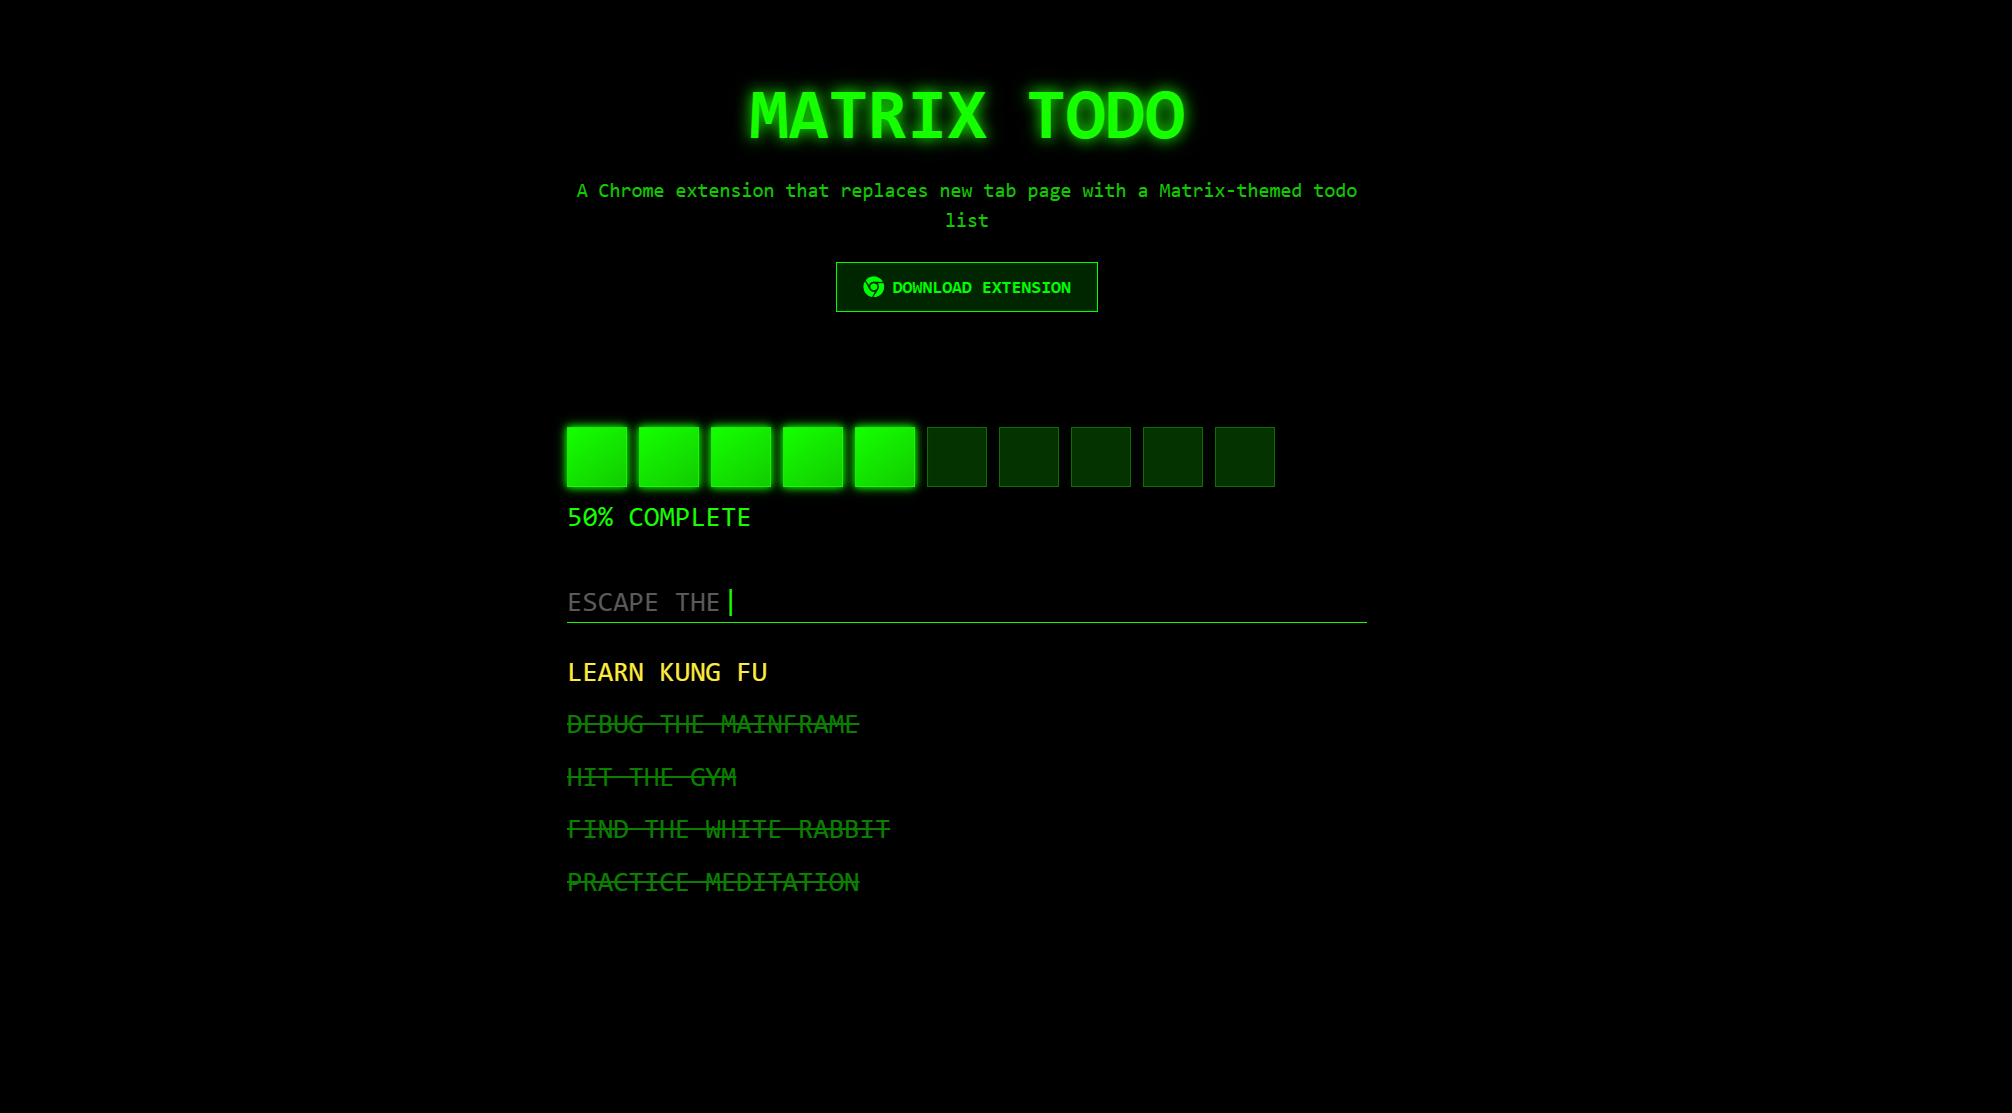 MATRIX TODO
A Chrome extension that replaces new tab page with a Matrix-themed todo
list
DOWNLOAD EXTENSION
50% COMPLETE
ESCAPE THE
LEARN KUNG FU
DEBUG THE MAINFRAME
HIT THE GYM
FIND THE WHITE RABBIT
PRACTICE MEDITATION